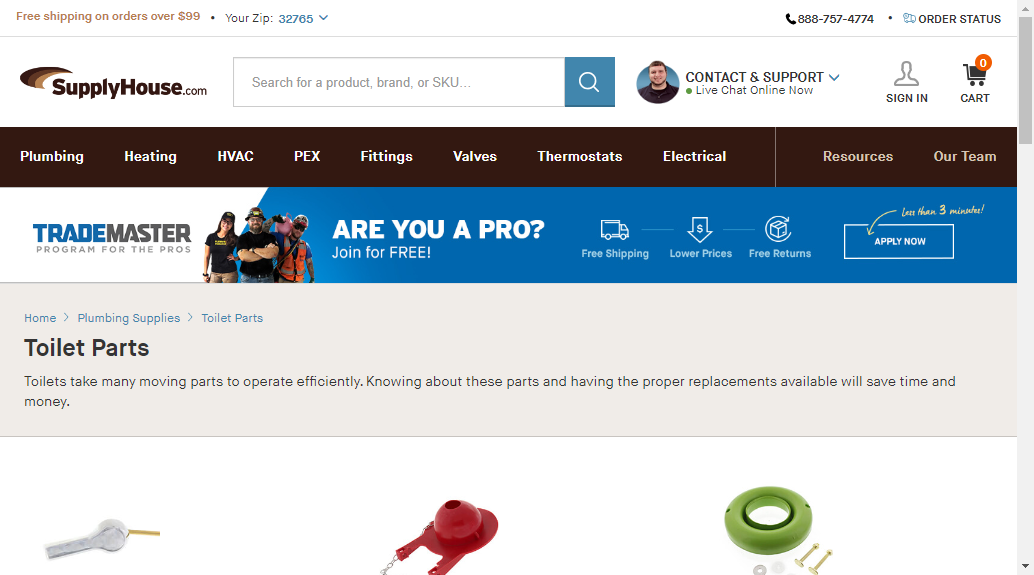 Free shipping on orders over $99 • Your Zip: 32765
888-757-4774 • ORDER STATUS
SupplyHouse.com
Search for a product, brand, or SKU...
CONTACT & SUPPORT
Live Chat Online Now
SIGN IN
0
CART
Plumbing Heating HVAC PEX Fittings Valves Thermostats Electrical Resources Our Team
TRADEMASTER
PROGRAM FOR THE PROS
ARE YOU A PRO?
Join for FREE!
Free Shipping Lower Prices Free Returns
Less than 3 minutes!
APPLY NOW
Home > Plumbing Supplies > Toilet Parts
Toilet Parts
Toilets take many moving parts to operate efficiently. Knowing about these parts and having the proper replacements available will save time and
money.